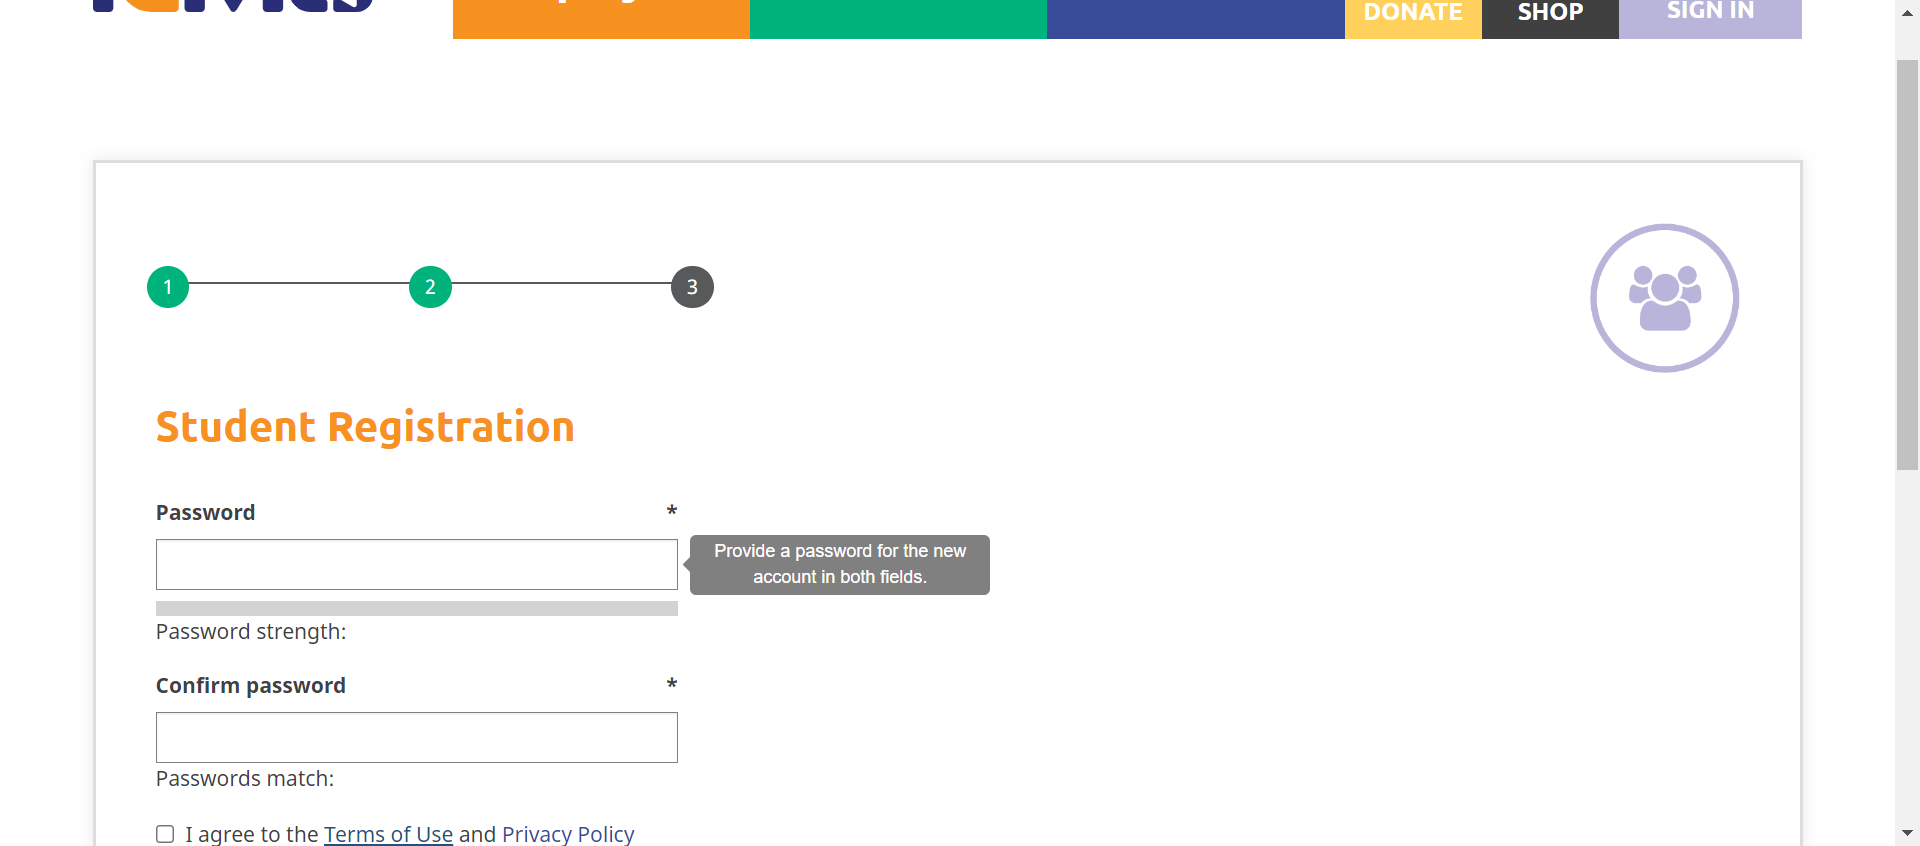 DONATE
SHOP
SIGN IN
1
2
3
Student Registration
Password *
Provide a password for the new
account in both fields.
Password strength:
Confirm password *
Passwords match:
I agree to the Terms of Use and Privacy Policy